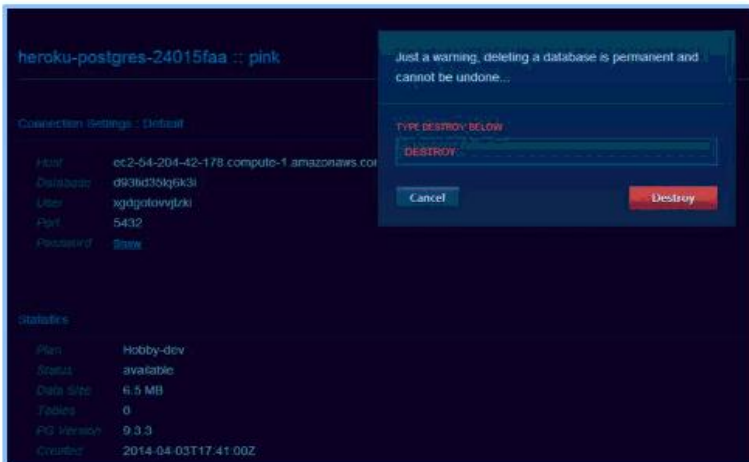 heroku-postgres-24015faa :: pink
Just a warning, deleting a database is permanent and
cannot be undone...
TYPE DESTROY BELOW
DESTROY
Cancel
Destroy
Connection Settings : Default
Host ec2-54-204-42-178.compute-1.amazonaws.com
Database
User
Port 5432
Password Show
Statistics
Plan Hobby-dev
Status available
Data Size 6.5 MB
Tables 0
PG Version 9.3.3
Created 2014-04-03T17:41:00Z